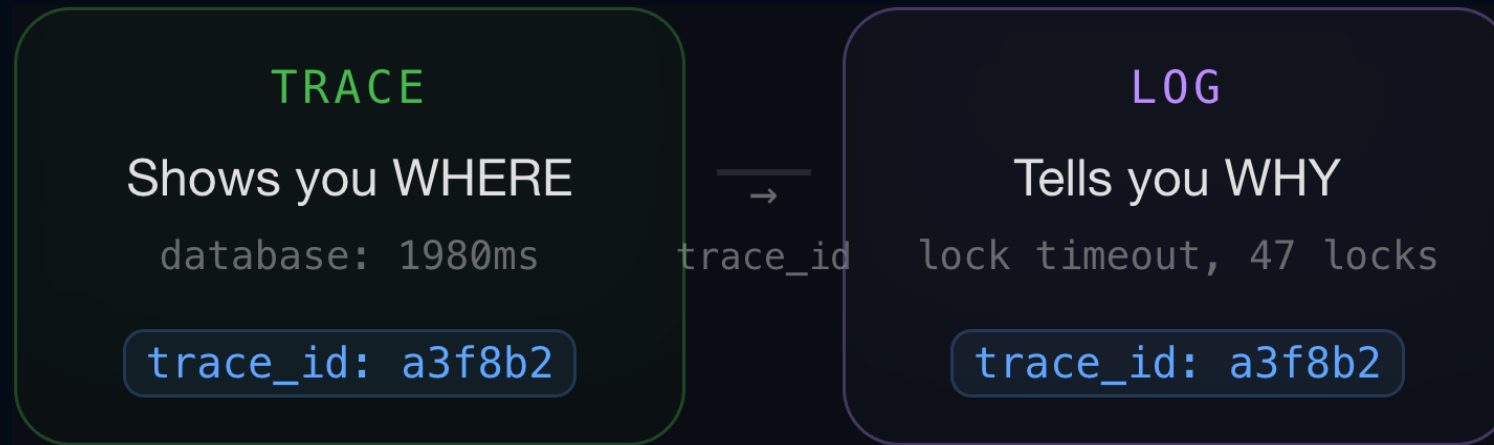 TRACE
Shows you WHERE
database: 1980ms
trace_id: a3f8b2
→
trace_id
LOG
Tells you WHY
lock timeout, 47 locks
trace_id: a3f8b2